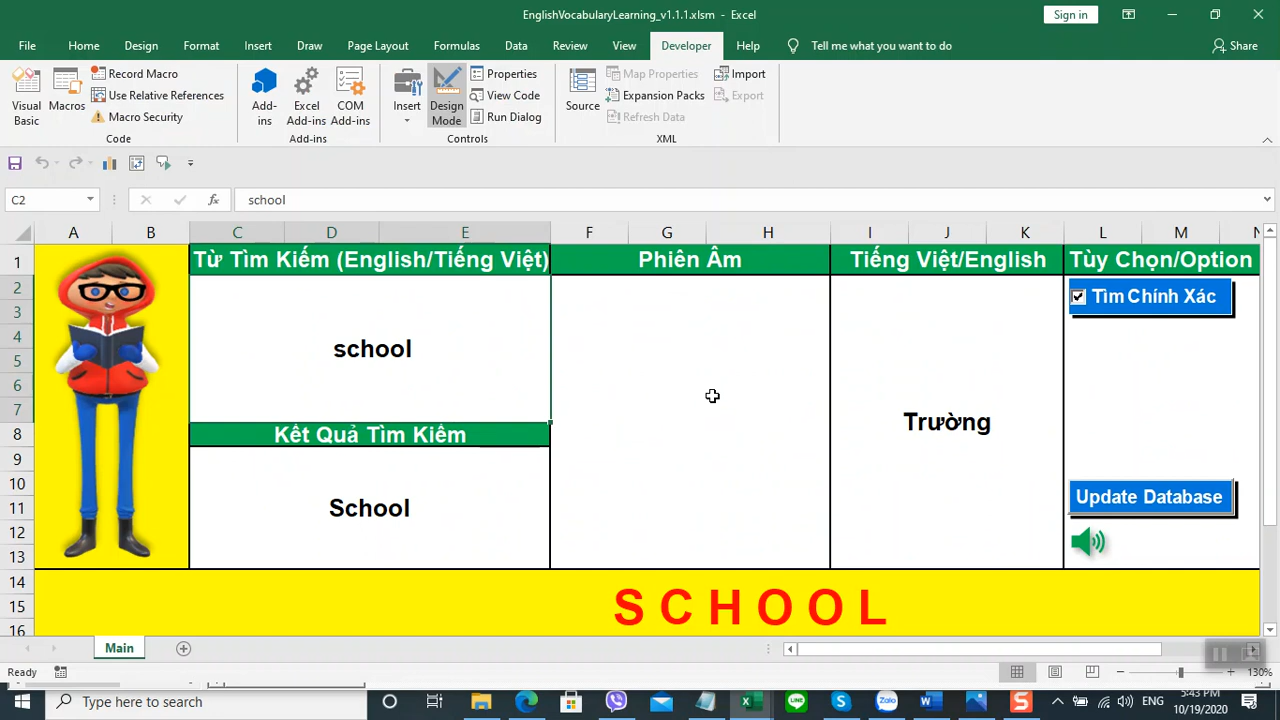 EnglishVocabularyLearning_v1.1.1.xlsm - Excel
Sign in
File Home Design Format Insert Draw Page Layout Formulas Data Review View Developer Help Tell me what you want to do Share
Visual Basic
Macros
Record Macro
Use Relative References
Macro Security
Code
Add-ins
Excel Add-ins
COM Add-ins
Add-ins
Insert
Design Mode
Properties
View Code
Run Dialog
Controls
Source
Map Properties
Expansion Packs
Refresh Data
Import
Export
XML
C2
fx
school
A B C D E F G H I J K L M
1
Từ Tìm Kiếm (English/Tiếng Việt)
Phiên Âm
Tiếng Việt/English
Tùy Chọn/Option
2
Tìm Chính Xác
3
4
school
5
6
7
Trường
8
Kết Quả Tìm Kiếm
9
10
11
School
Update Database
12
13
14
15
SCHOOL
16
Main
Ready
130%
Type here to search
ENG
5:43 PM
10/19/2020